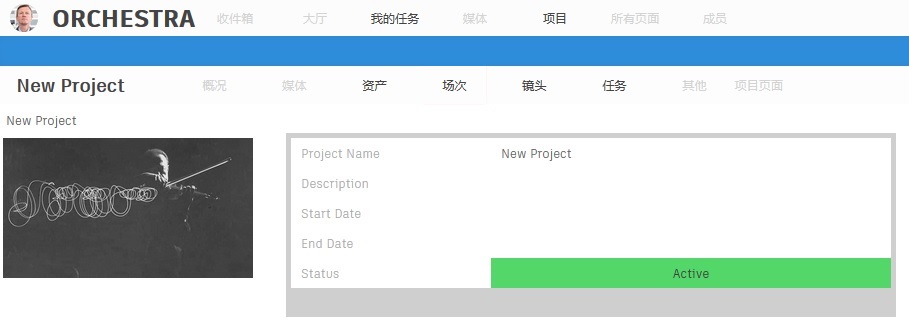 ORCHESTRA 收件箱 大厅 我的任务 媒体 项目 所有页面 成员
New Project 概况 媒体 资产 场次 镜头 任务 其他 项目页面
New Project
Project Name New Project
Description
Start Date
End Date
Status Active